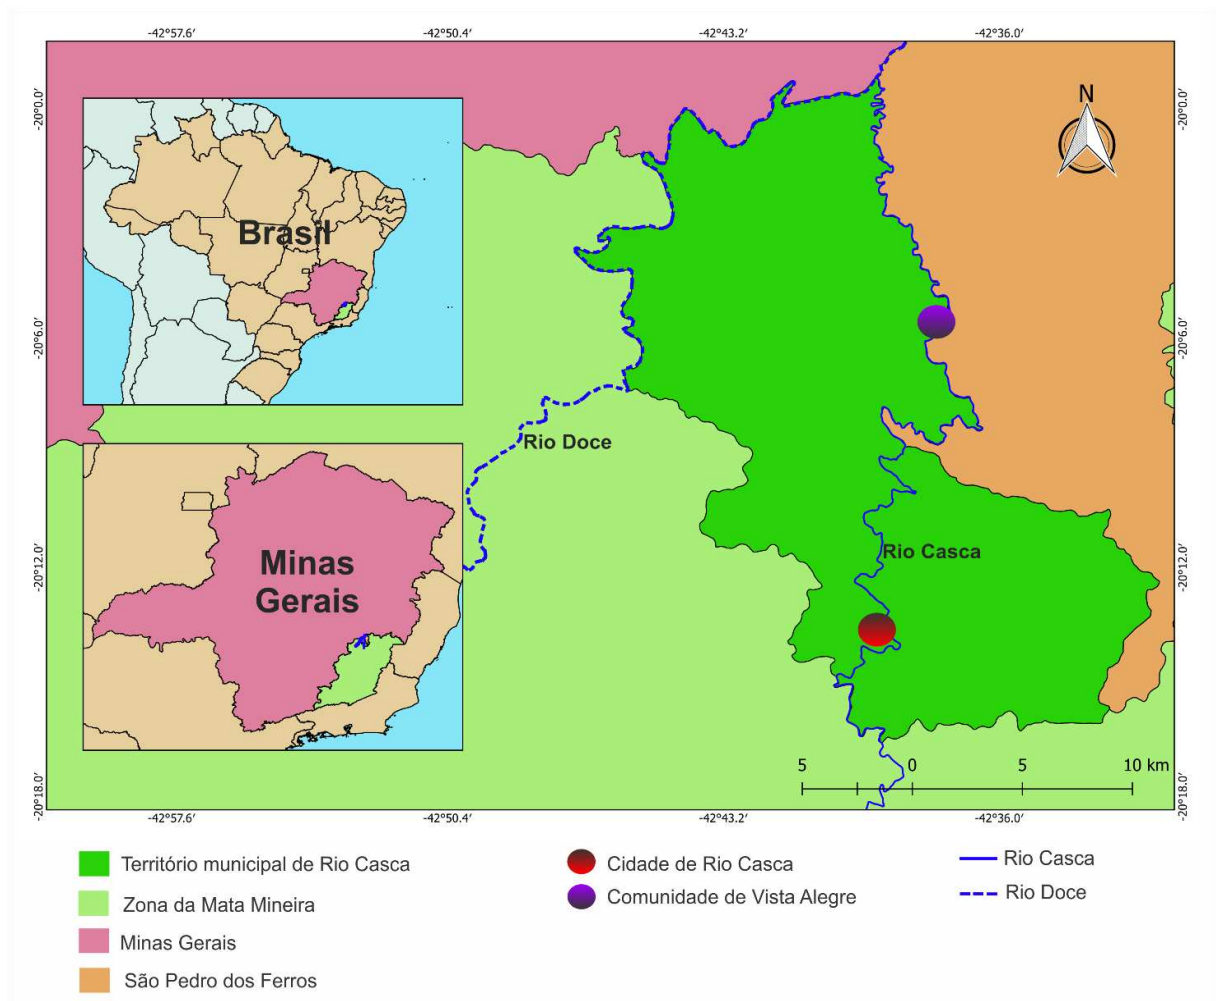 -42°57.6′ -42°50.4′ -42°43.2′ -42°36.0′
-20°0.0′
-20°0.0′
N
Brasil
-20°6.0′
-20°6.0′
Rio Doce
Minas
Gerais
Rio Casca
-20°12.0′
-20°12.0′
5 0 5 10 km
-20°18.0′
-20°18.0′
-42°57.6′ -42°50.4′ -42°43.2′ -42°36.0′
Território municipal de Rio Casca
Zona da Mata Mineira
Minas Gerais
São Pedro dos Ferros
Cidade de Rio Casca
Comunidade de Vista Alegre
Rio Casca
Rio Doce